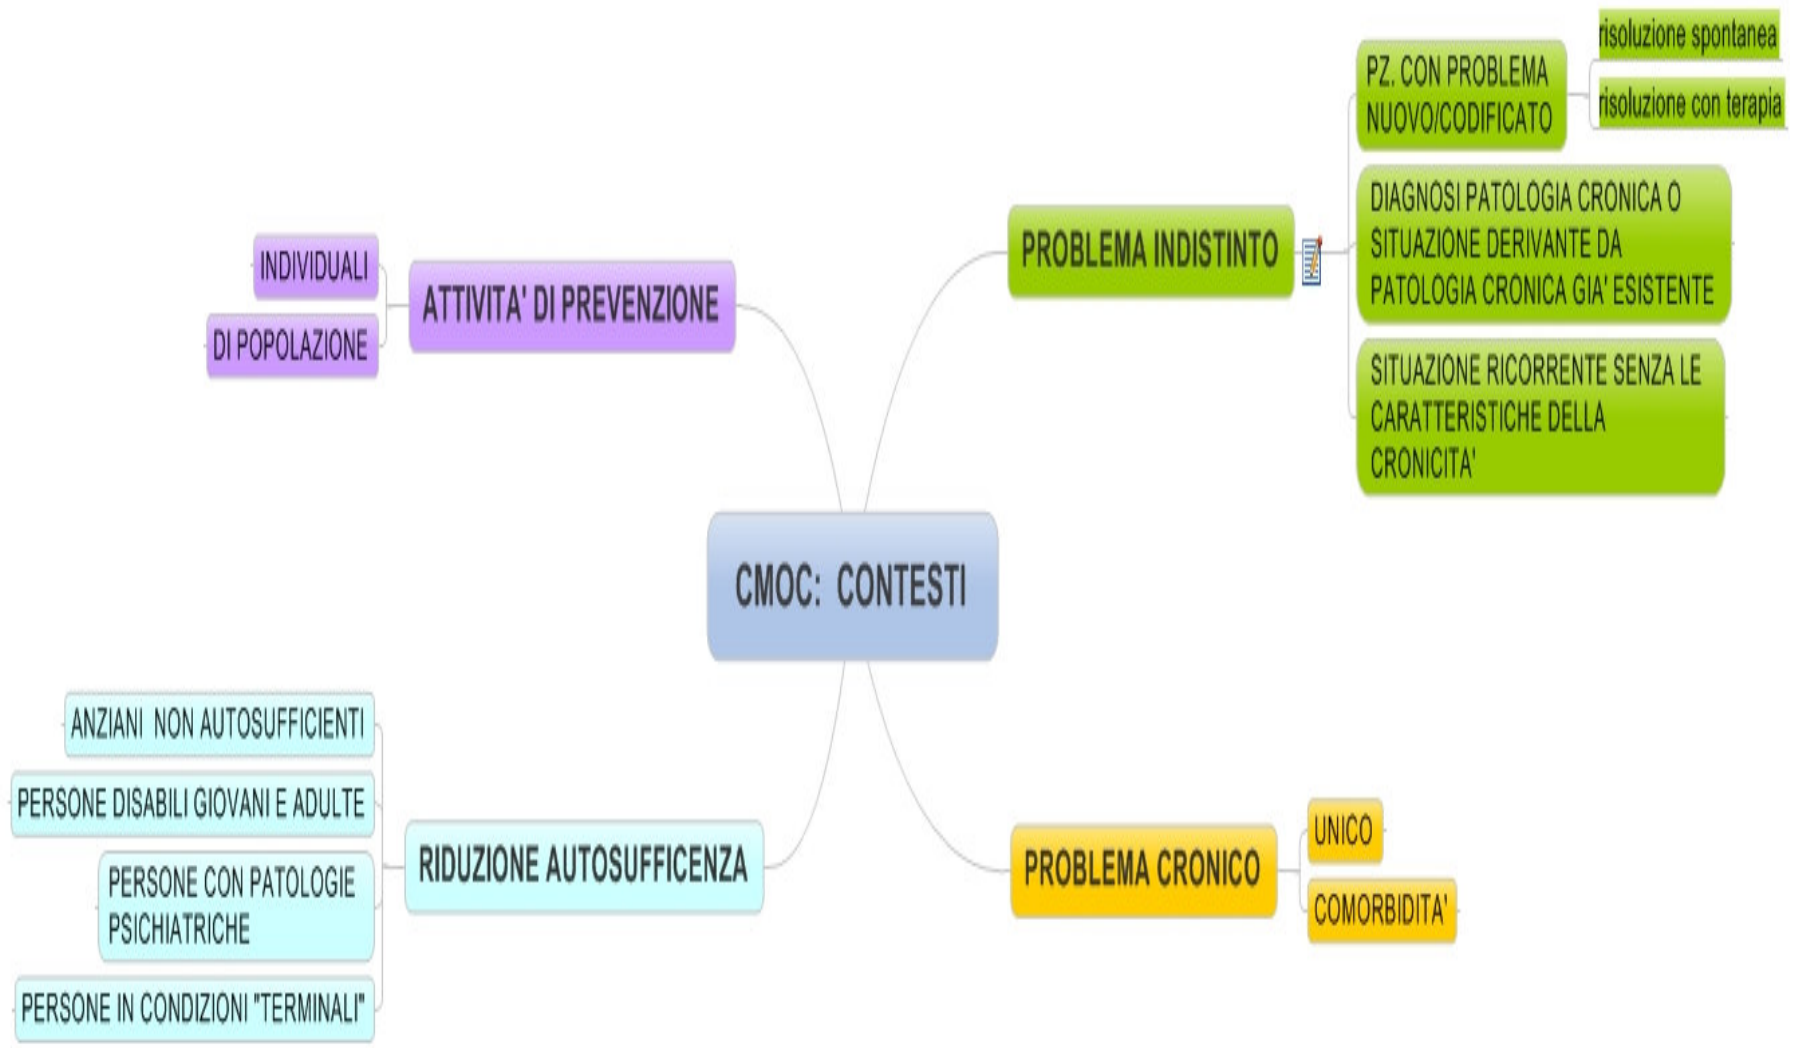 risoluzione spontanea
PZ. CON PROBLEMA
NUOVO/CODIFICATO
risoluzione con terapia
DIAGNOSI PATOLOGIA CRONICA O
SITUAZIONE DERIVANTE DA
PATOLOGIA CRONICA GIA' ESISTENTE
PROBLEMA INDISTINTO
SITUAZIONE RICORRENTE SENZA LE
CARATTERISTICHE DELLA
CRONICITA'
INDIVIDUALI
ATTIVITA' DI PREVENZIONE
DI POPOLAZIONE
CMOC:  CONTESTI
ANZIANI  NON AUTOSUFFICIENTI
PERSONE DISABILI GIOVANI E ADULTE
RIDUZIONE AUTOSUFFICENZA
PERSONE CON PATOLOGIE
PSICHIATRICHE
PERSONE IN CONDIZIONI "TERMINALI"
UNICO
PROBLEMA CRONICO
COMORBIDITA'